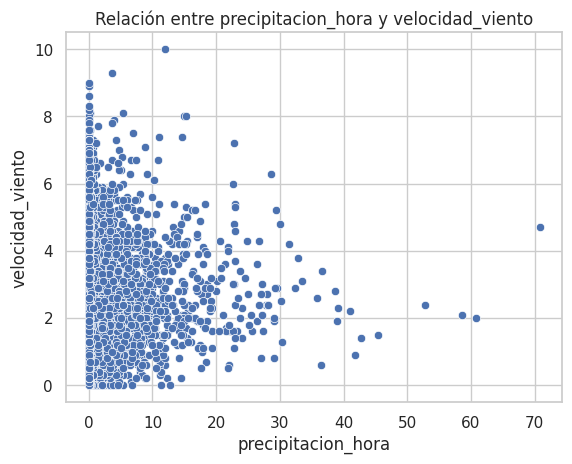 Relación entre precipitacion_hora y velocidad_viento
velocidad_viento
10
8
6
4
2
0
0 10 20 30 40 50 60 70
precipitacion_hora